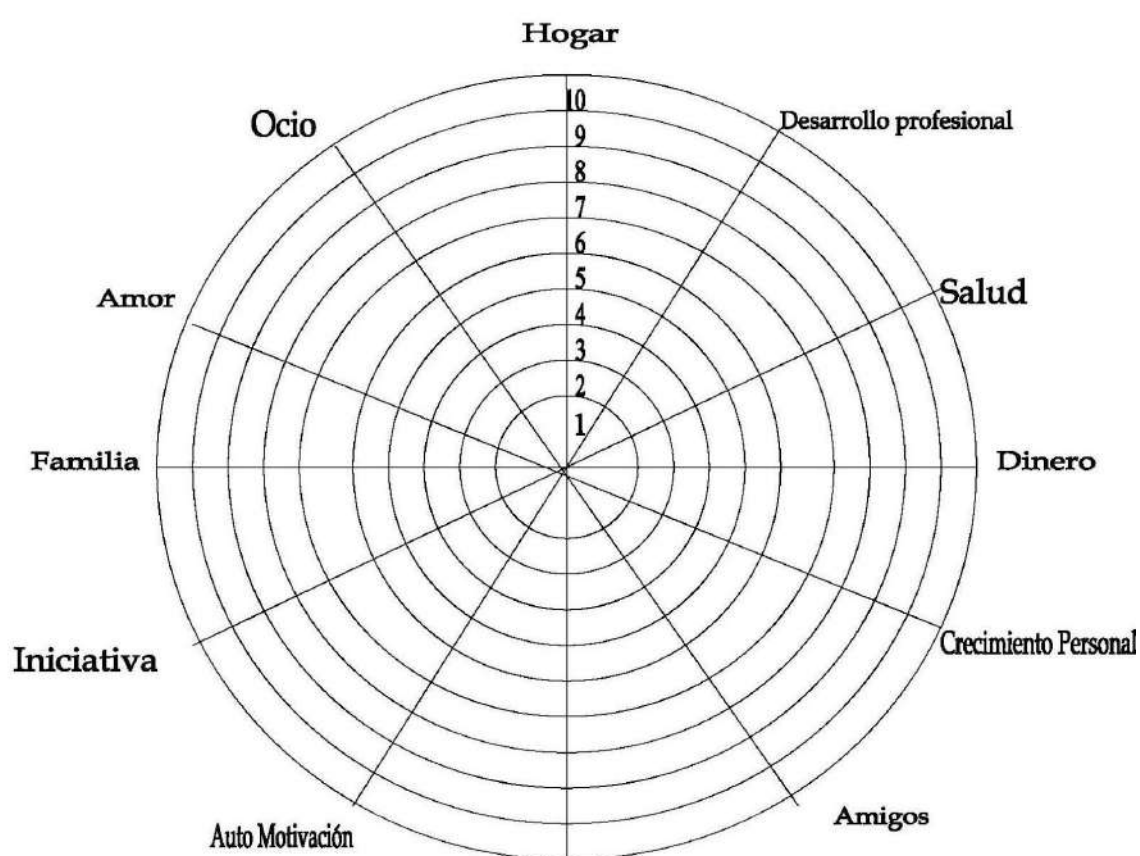 Hogar
Ocio
Desarrollo profesional
10
9
8
7
6
5
4
3
2
1
Amor
Salud
Familia
Dinero
Iniciativa
Crecimiento Personal
Auto Motivación
Amigos